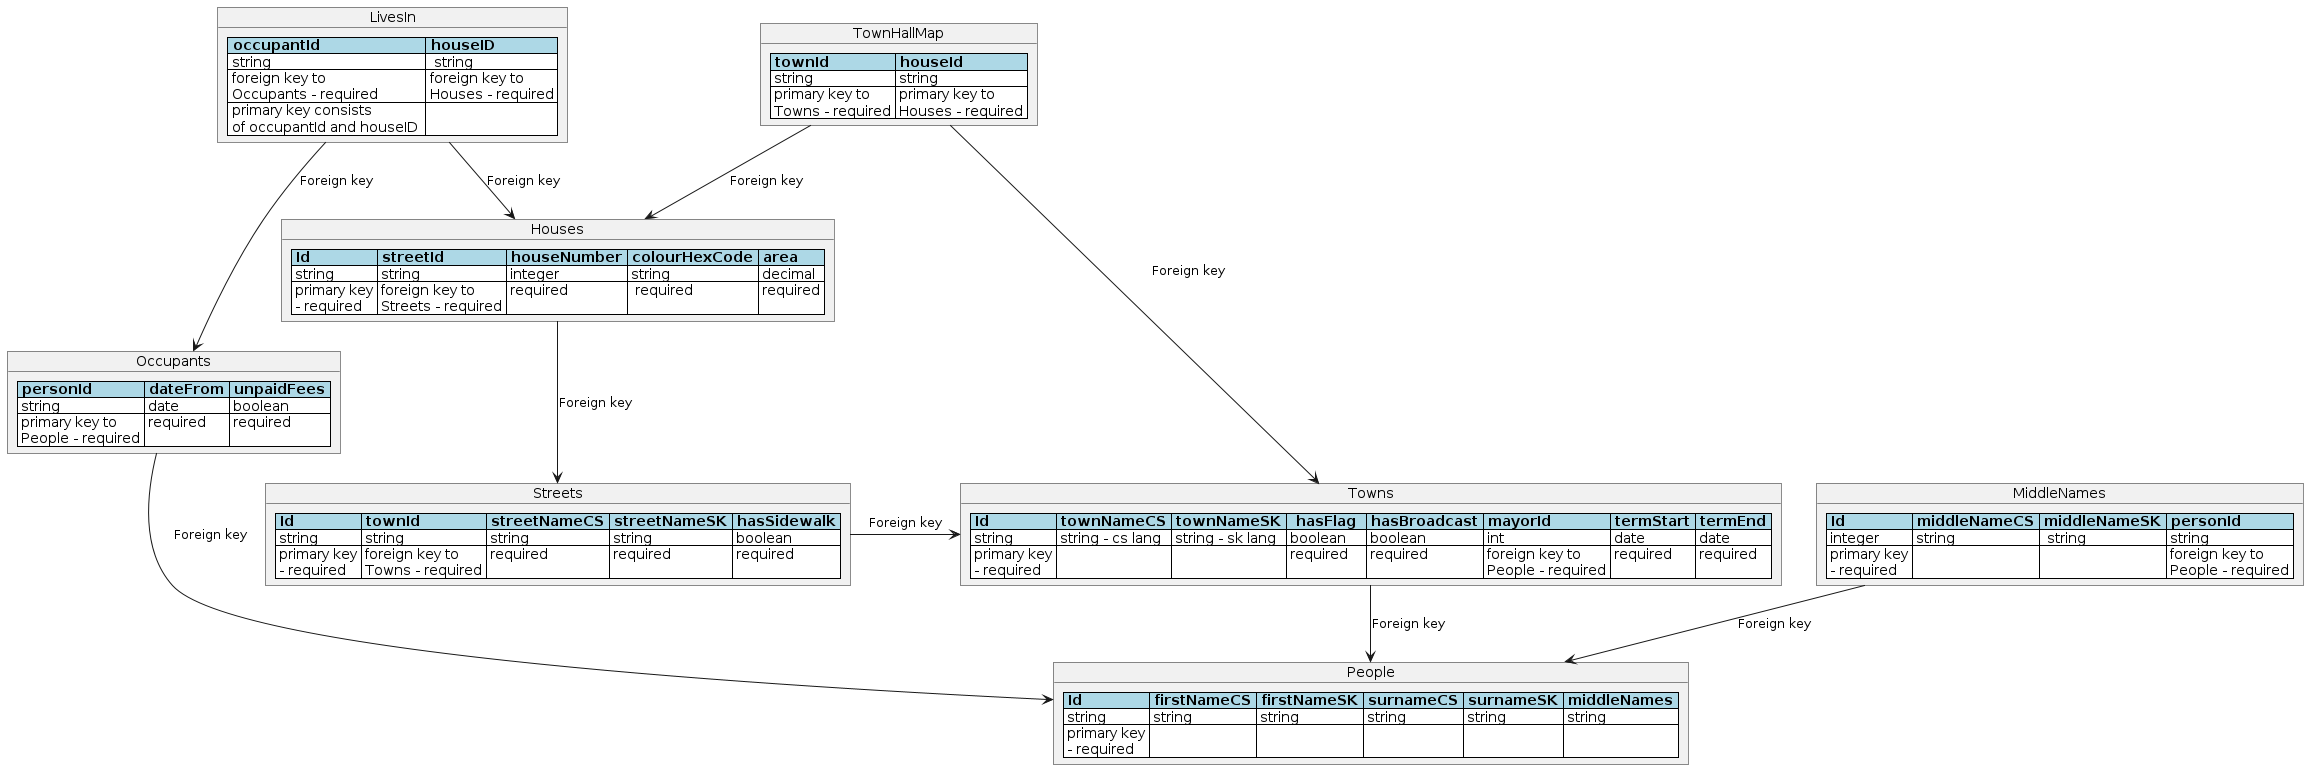 LivesIn
occupantId houseID
string string
foreign key to foreign key to
Occupants - required Houses - required
primary key consists
of occupantId and houseID
TownHallMap
townId houseId
string string
primary key to primary key to
Towns - required Houses - required
Foreign key
Foreign key
Foreign key
Foreign key
Houses
Id streetId houseNumber colourHexCode area
string string integer string decimal
primary key foreign key to required required required
- required Streets - required
Occupants
personId dateFrom unpaidFees
string date boolean
primary key to required required
People - required
Foreign key
Foreign key
Streets
Id townId streetNameCS streetNameSK hasSidewalk
string string string string boolean
primary key foreign key to required required required
- required Towns - required
Foreign key
Towns
Id townNameCS townNameSK hasFlag hasBroadcast mayorId termStart termEnd
string string - cs lang string - sk lang boolean boolean int date date
primary key required required foreign key to required required
- required People - required
MiddleNames
Id middleNameCS middleNameSK personId
integer string string string
primary key foreign key to
- required People - required
Foreign key
Foreign key
People
Id firstNameCS firstNameSK surnameCS surnameSK middleNames
string string string string string string
primary key
- required